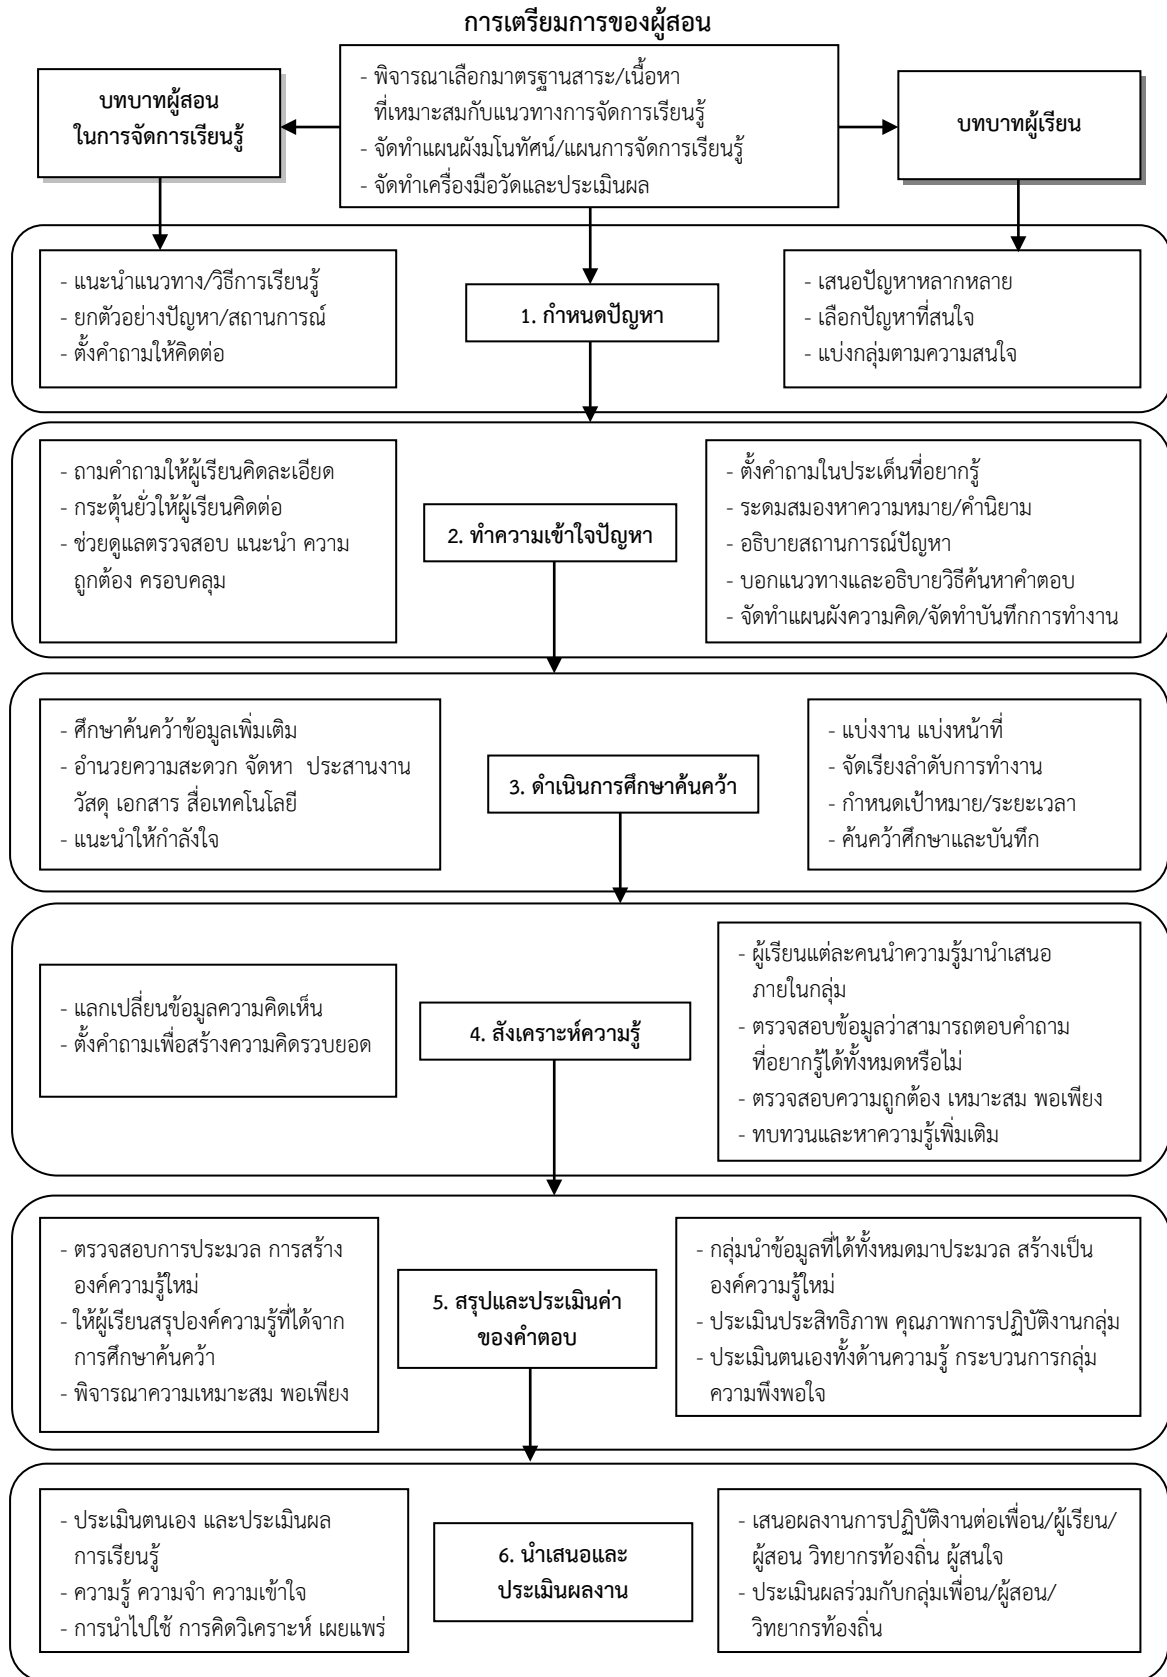 การเตรียมการของผู้สอน
บทบาทผู้สอน
ในการจัดการเรียนรู้
- พิจารณาเลือกมาตรฐานสาระ/เนื้อหา
ที่เหมาะสมกับแนวทางการจัดการเรียนรู้
- จัดทำแผนผังมโนทัศน์/แผนการจัดการเรียนรู้
- จัดทำเครื่องมือวัดและประเมินผล
บทบาทผู้เรียน
- แนะนำแนวทาง/วิธีการเรียนรู้
- ยกตัวอย่างปัญหา/สถานการณ์
- ตั้งคำถามให้คิดต่อ
1. กำหนดปัญหา
- เสนอปัญหาหลากหลาย
- เลือกปัญหาที่สนใจ
- แบ่งกลุ่มตามความสนใจ
- ถามคำถามให้ผู้เรียนคิดละเอียด
- กระตุ้นยั่วให้ผู้เรียนคิดต่อ
- ช่วยดูแลตรวจสอบ แนะนำ ความ
ถูกต้อง ครอบคลุม
2. ทำความเข้าใจปัญหา
- ตั้งคำถามในประเด็นที่อยากรู้
- ระดมสมองหาความหมาย/คำนิยาม
- อธิบายสถานการณ์ปัญหา
- บอกแนวทางและอธิบายวิธีค้นหาคำตอบ
- จัดทำแผนผังความคิด/จัดทำบันทึกการทำงาน
- ศึกษาค้นคว้าข้อมูลเพิ่มเติม
- อำนวยความสะดวก จัดหา ประสานงาน
วัสดุ เอกสาร สื่อเทคโนโลยี
- แนะนำให้กำลังใจ
3. ดำเนินการศึกษาค้นคว้า
- แบ่งงาน แบ่งหน้าที่
- จัดเรียงลำดับการทำงาน
- กำหนดเป้าหมาย/ระยะเวลา
- ค้นคว้าศึกษาและบันทึก
- แลกเปลี่ยนข้อมูลความคิดเห็น
- ตั้งคำถามเพื่อสร้างความคิดรวบยอด
4. สังเคราะห์ความรู้
- ผู้เรียนแต่ละคนนำความรู้มานำเสนอ
ภายในกลุ่ม
- ตรวจสอบข้อมูลว่าสามารถตอบคำถาม
ที่อยากรู้ได้ทั้งหมดหรือไม่
- ตรวจสอบความถูกต้อง เหมาะสม พอเพียง
- ทบทวนและหาความรู้เพิ่มเติม
- ตรวจสอบการประมวล การสร้าง
องค์ความรู้ใหม่
- ให้ผู้เรียนสรุปองค์ความรู้ที่ได้จาก
การศึกษาค้นคว้า
- พิจารณาความเหมาะสม พอเพียง
5. สรุปและประเมินค่า
ของคำตอบ
- กลุ่มนำข้อมูลที่ได้ทั้งหมดมาประมวล สร้างเป็น
องค์ความรู้ใหม่
- ประเมินประสิทธิภาพ คุณภาพการปฏิบัติงานกลุ่ม
- ประเมินตนเองทั้งด้านความรู้ กระบวนการกลุ่ม
ความพึงพอใจ
- ประเมินตนเอง และประเมินผล
การเรียนรู้
- ความรู้ ความจำ ความเข้าใจ
- การนำไปใช้ การคิดวิเคราะห์ เผยแพร่
6. นำเสนอและ
ประเมินผลงาน
- เสนอผลงานการปฏิบัติงานต่อเพื่อน/ผู้เรียน/
ผู้สอน วิทยากรท้องถิ่น ผู้สนใจ
- ประเมินผลร่วมกับกลุ่มเพื่อน/ผู้สอน/
วิทยากรท้องถิ่น